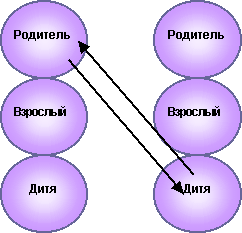 Родитель Родитель
Взрослый Взрослый
Дитя Дитя